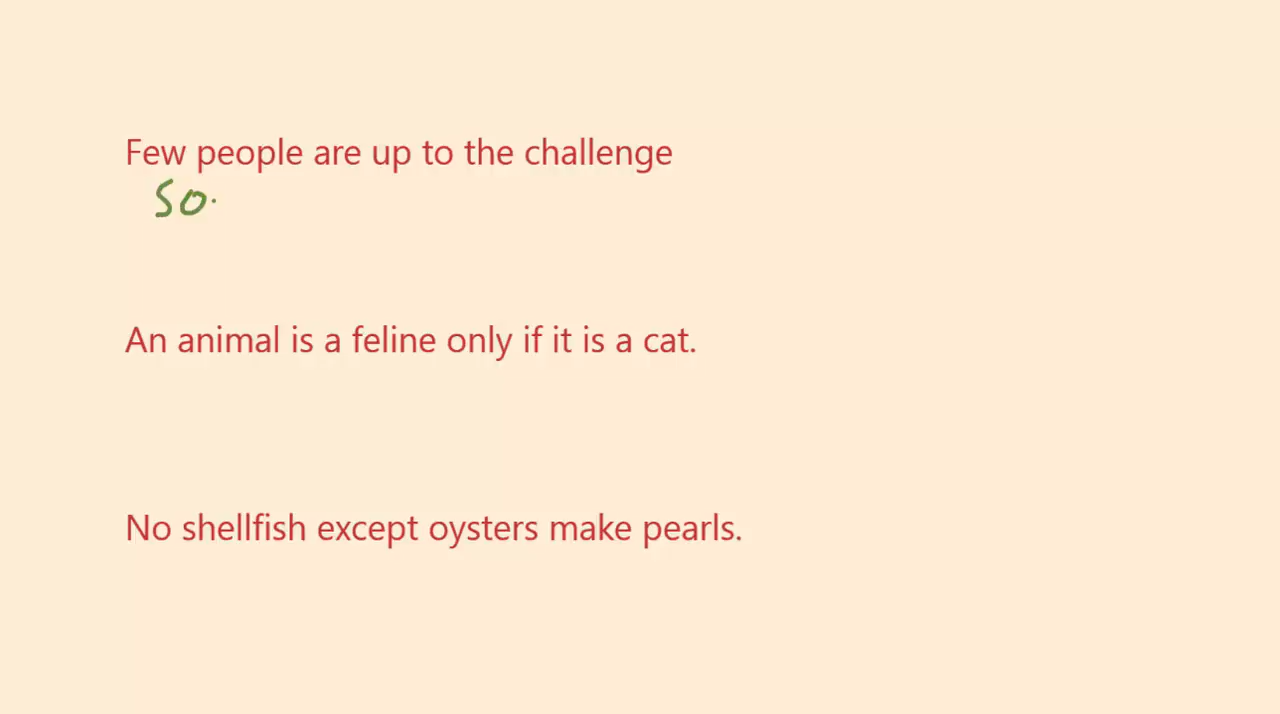 Few people are up to the challenge
So.
An animal is a feline only if it is a cat.
No shellfish except oysters make pearls.